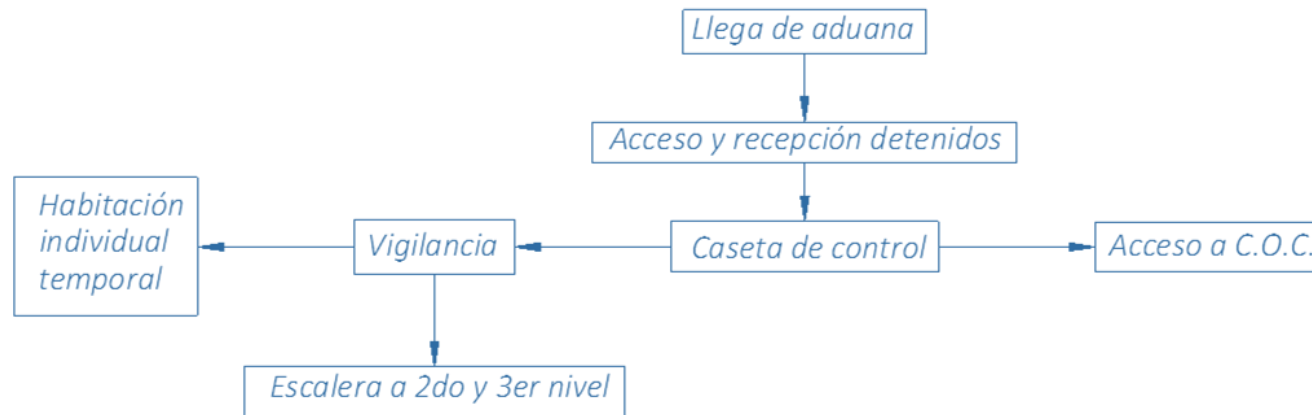 Llega de aduana
Acceso y recepción detenidos
Habitación
individual
temporal
Vigilancia
Caseta de control
Acceso a C.O.C.
Escalera a 2do y 3er nivel